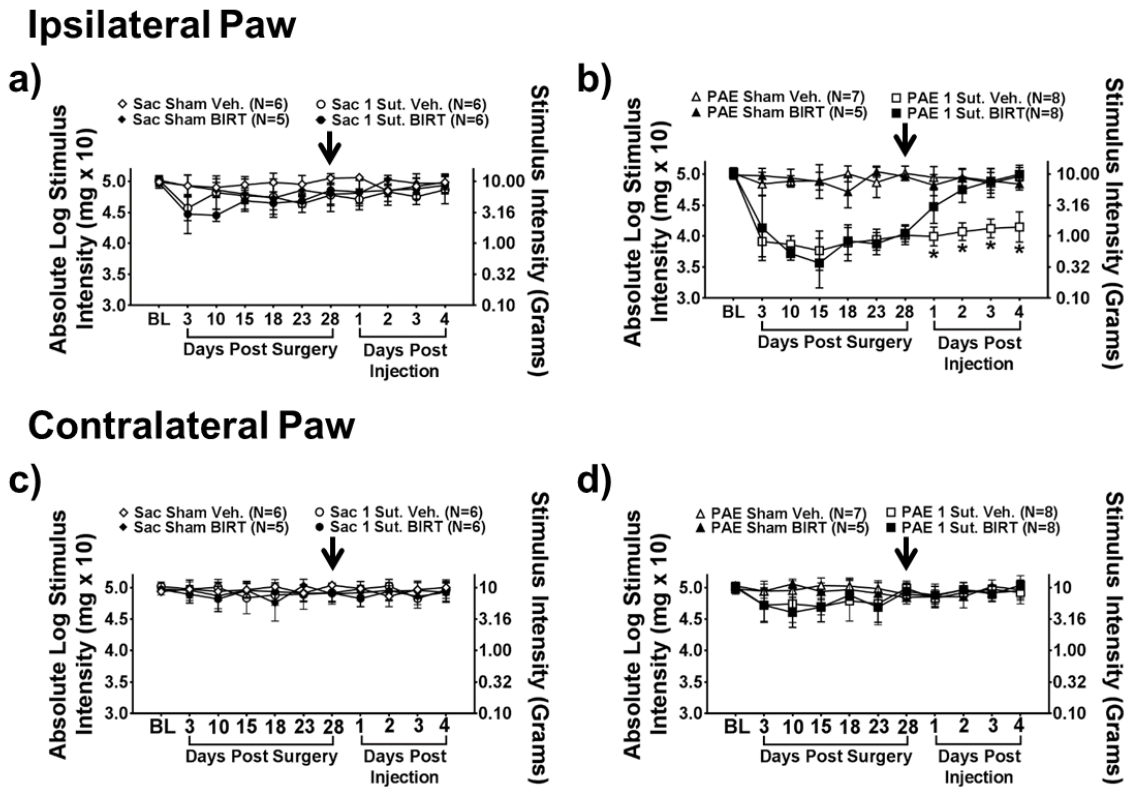 Ipsilateral Paw
a)
Sac Sham Veh. (N=6)
Sac 1 Sut. Veh. (N=6)
Sac Sham BIRT (N=5)
Sac 1 Sut. BIRT (N=6)
Absolute Log Stimulus
Intensity (mg x 10)
5.0
4.5
4.0
3.5
3.0
10.00
3.16
1.00
0.32
0.10
Stimulus Intensity (Grams)
BL 3 10 15 18 23 28 1 2 3 4
Days Post Surgery
Days Post
Injection
b)
PAE Sham Veh. (N=7)
PAE 1 Sut. Veh. (N=8)
PAE Sham BIRT (N=5)
PAE 1 Sut. BIRT(N=8)
Absolute Log Stimulus
Intensity (mg x 10)
5.0
4.5
4.0
3.5
3.0
* * * *
10.00
3.16
1.00
0.32
0.10
Stimulus Intensity (Grams)
BL 3 10 15 18 23 28 1 2 3 4
Days Post Surgery
Days Post
Injection
Contralateral Paw
c)
Sac Sham Veh. (N=6)
Sac 1 Sut. Veh. (N=6)
Sac Sham BIRT (N=5)
Sac 1 Sut. BIRT (N=6)
Absolute Log Stimulus
Intensity (mg x 10)
5.0
4.5
4.0
3.5
3.0
10
3.16
1.00
0.32
0.10
Stimulus Intensity (Grams)
BL 3 10 15 18 23 28 1 2 3 4
Days Post Surgery
Days Post
Injection
d)
PAE Sham Veh. (N=7)
PAE 1 Sut. Veh. (N=8)
PAE Sham BIRT (N=5)
PAE 1 Sut. BIRT (N=8)
Absolute Log Stimulus
Intensity (mg x 10)
5.0
4.5
4.0
3.5
3.0
10
3.16
1.00
0.32
0.10
Stimulus Intensity (Grams)
BL 3 10 15 18 23 28 1 2 3 4
Days Post Surgery
Days Post
Injection